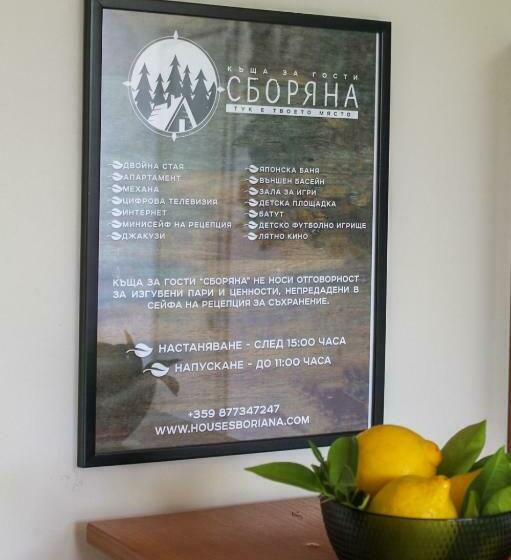 КЪЩА ЗА ГОСТИ
СБОРЯНА
ТУК Е ТВОЕТО МЯСТО
ДВОЙНА СТАЯ
АПАРТАМЕНТ
МЕХАНА
ЦИФРОВА ТЕЛЕВИЗИЯ
ИНТЕРНЕТ
МИНИСЕЙФ НА РЕЦЕПЦИЯ
ДЖАКУЗИ
ЯПОНСКА БАНЯ
ВЪНШЕН БАСЕЙН
ЗАЛА ЗА ИГРИ
ДЕТСКА ПЛОЩАДКА
БАТУТ
ДЕТСКО ФУТБОЛНО ИГРИЩЕ
ЛЯТНО КИНО
КЪЩА ЗА ГОСТИ "СБОРЯНА" НЕ НОСИ ОТГОВОРНОСТ
ЗА ИЗГУБЕНИ ПАРИ И ЦЕННОСТИ, НЕПРЕДАДЕНИ В
СЕЙФА НА РЕЦЕПЦИЯ ЗА СЪХРАНЕНИЕ.
НАСТАНЯВАНЕ - СЛЕД 15:00 ЧАСА
НАПУСКАНЕ - ДО 11:00 ЧАСА
+359 877347247
WWW.HOUSESBORIANA.COM